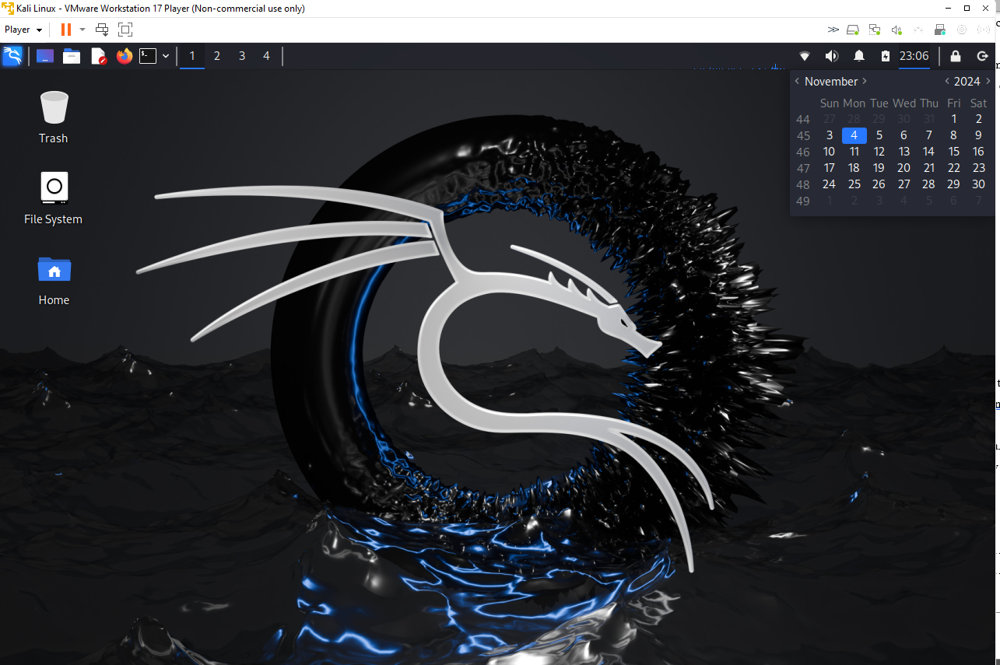 Kali Linux - VMware Workstation 17 Player (Non-commercial use only)
Player
1 2 3 4
23:06
November 2024
Sun Mon Tue Wed Thu Fri Sat
44 27 28 29 30 31 1 2
45 3 4 5 6 7 8 9
46 10 11 12 13 14 15 16
47 17 18 19 20 21 22 23
48 24 25 26 27 28 29 30
49 1 2 3 4 5 6 7
Trash
File System
Home